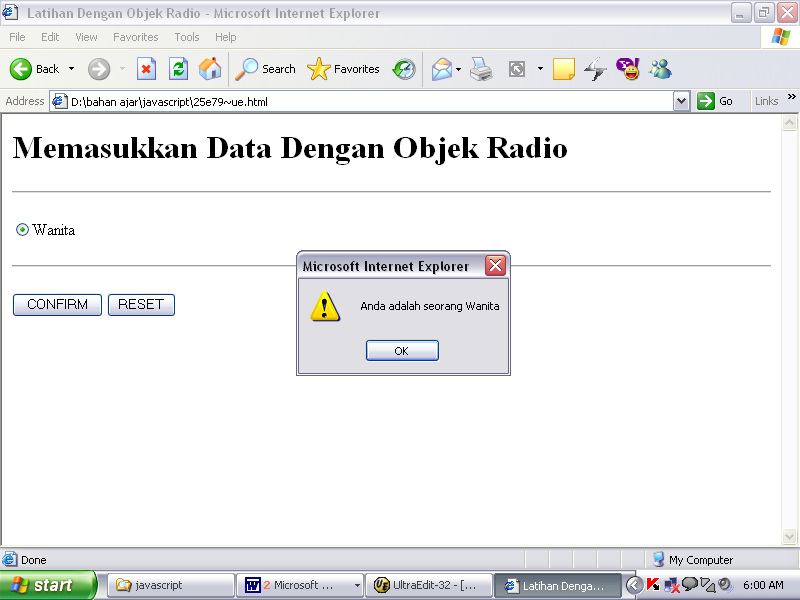 Latihan Dengan Objek Radio - Microsoft Internet Explorer
File Edit View Favorites Tools Help
Back Search Favorites
Address D:\bahan ajar\javascript\25e79~ue.html Go Links »
Memasukkan Data Dengan Objek Radio
Wanita
Microsoft Internet Explorer
Anda adalah seorang Wanita
OK
CONFIRM RESET
Done My Computer
start javascript 2 Microsoft ... UltraEdit-32 - [... Latihan Denga... 6:00 AM